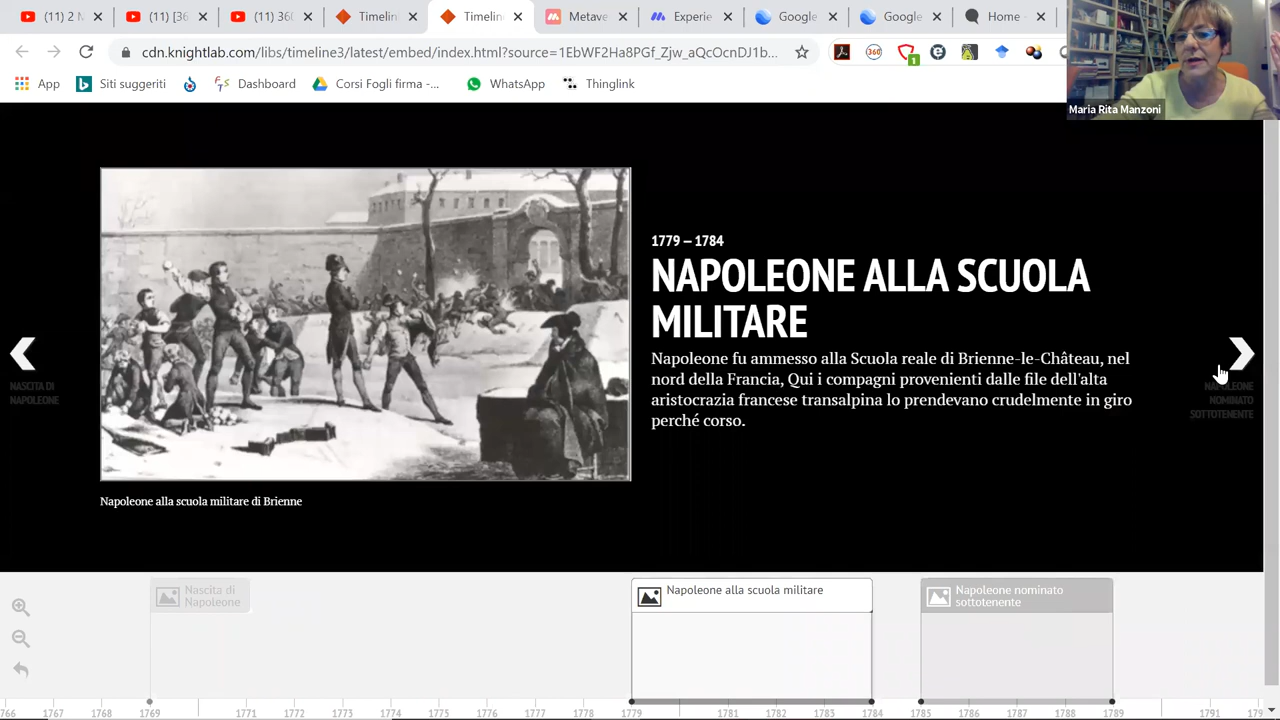 (11) 2 M
(11) [36
(11) 360
Timelin
Timelin
Metave
Experie
Google
Google
Home -
cdn.knightlab.com/libs/timeline3/latest/embed/index.html?source=1EbWF2Ha8PGf_Zjw_aQcOcnDJ1b...
360
1
App
Siti suggeriti
Dashboard
WhatsApp
Thinglink
Maria Rita Manzoni
1779 – 1784
NAPOLEONE ALLA SCUOLA
MILITARE
Napoleone fu ammesso alla Scuola reale di Brienne-le-Château, nel
nord della Francia, Qui i compagni provenienti dalle file dell'alta
aristocrazia francese transalpina lo prendevano crudelmente in giro
perché corso.
NASCITA DI
NAPOLEONE
NAPOLEONE
NOMINATO
SOTTOTENENTE
Napoleone alla scuola militare di Brienne
Nascita di
Napoleone
Napoleone alla scuola militare
Napoleone nominato
sottotenente
766 1767 1768 1769 1771 1772 1773 1774 1775 1776 1777 1778 1779 1781 1782 1783 1784 1785 1786 1787 1788 1789 1791 179